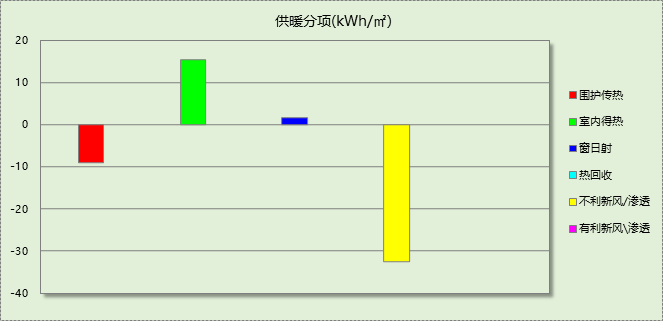 供暖分项(kWh/㎡)
20
10
0
-10
-20
-30
-40
围护传热
室内得热
窗日射
热回收
不利新风/渗透
有利新风\渗透